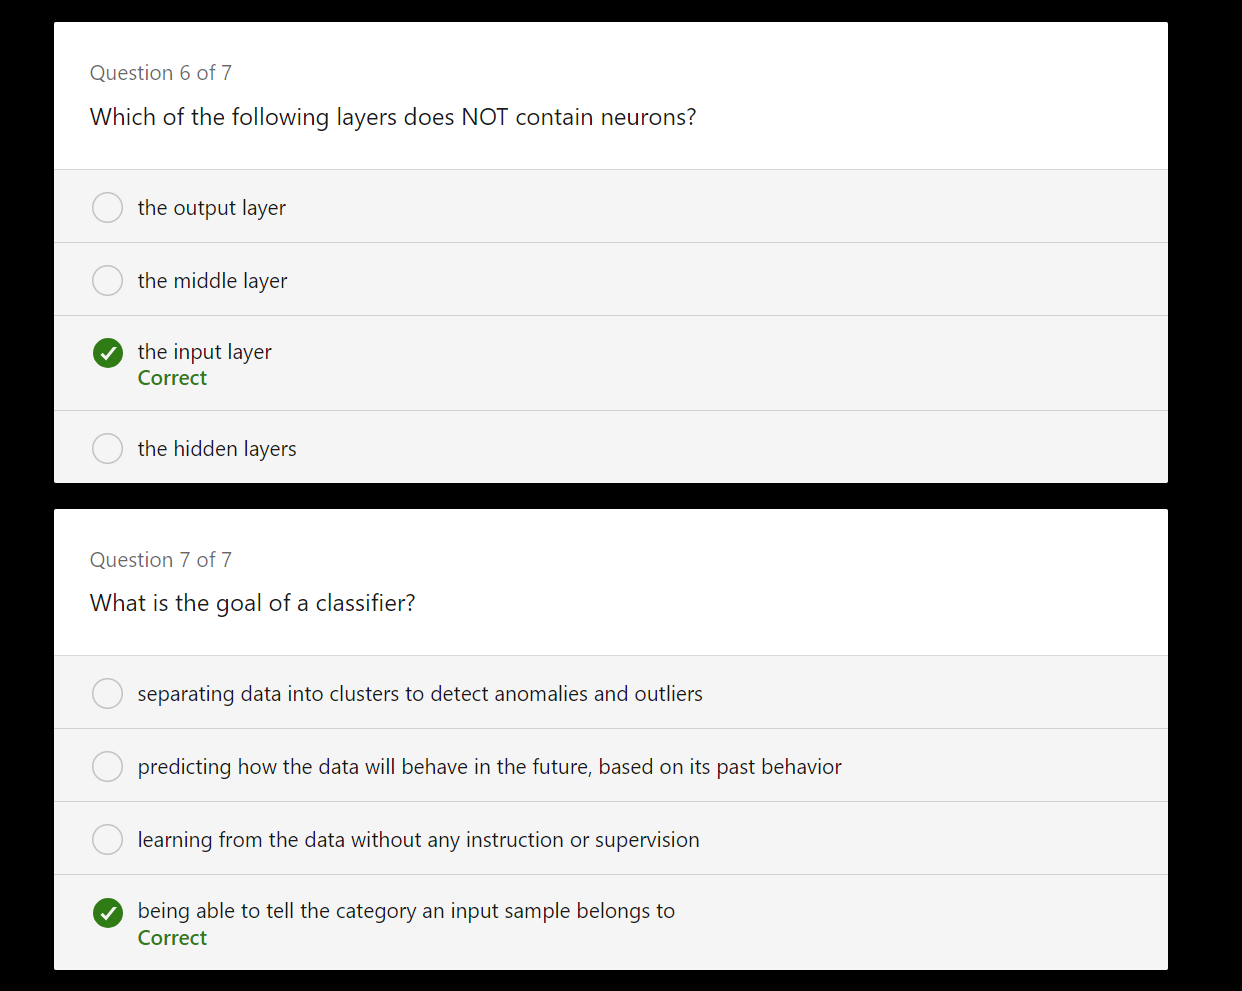 Question 6 of 7
Which of the following layers does NOT contain neurons?
the output layer
the middle layer
the input layer
Correct
the hidden layers
Question 7 of 7
What is the goal of a classifier?
separating data into clusters to detect anomalies and outliers
predicting how the data will behave in the future, based on its past behavior
learning from the data without any instruction or supervision
being able to tell the category an input sample belongs to
Correct